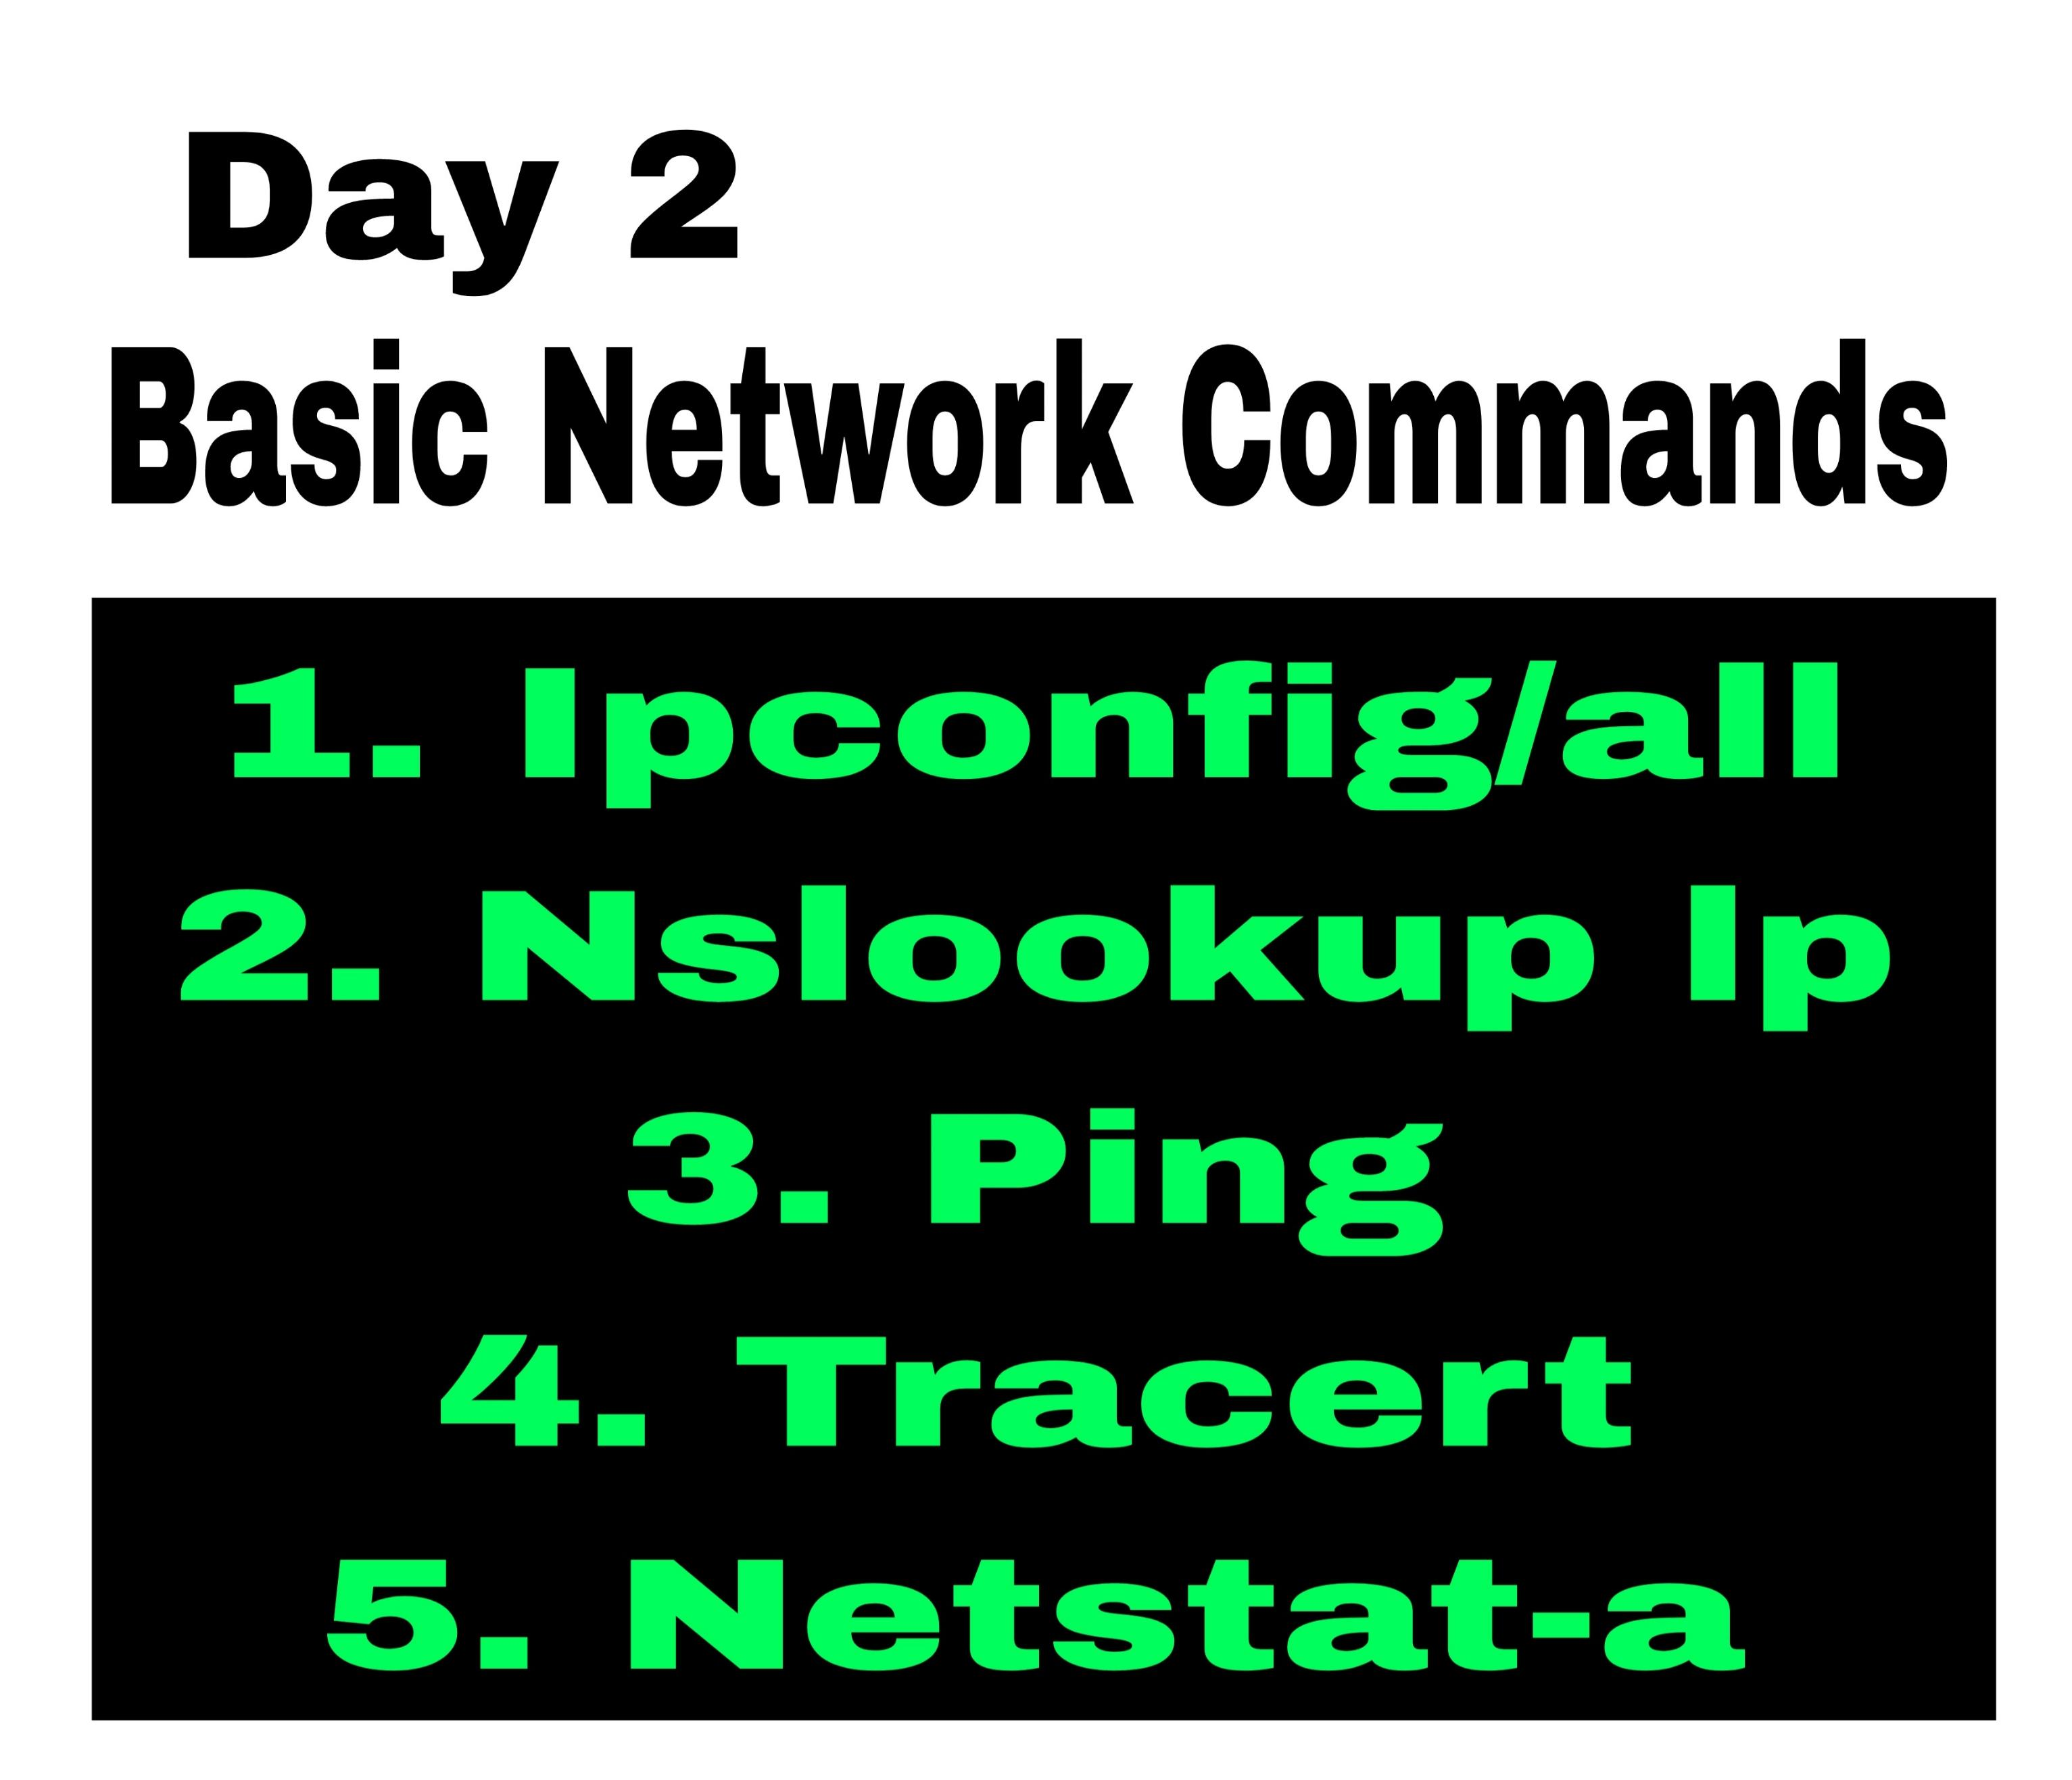 Day 2
Basic Network Commands
1. Ipconfig/all
2. Nslookup Ip
3. Ping
4. Tracert
5. Netstat-a